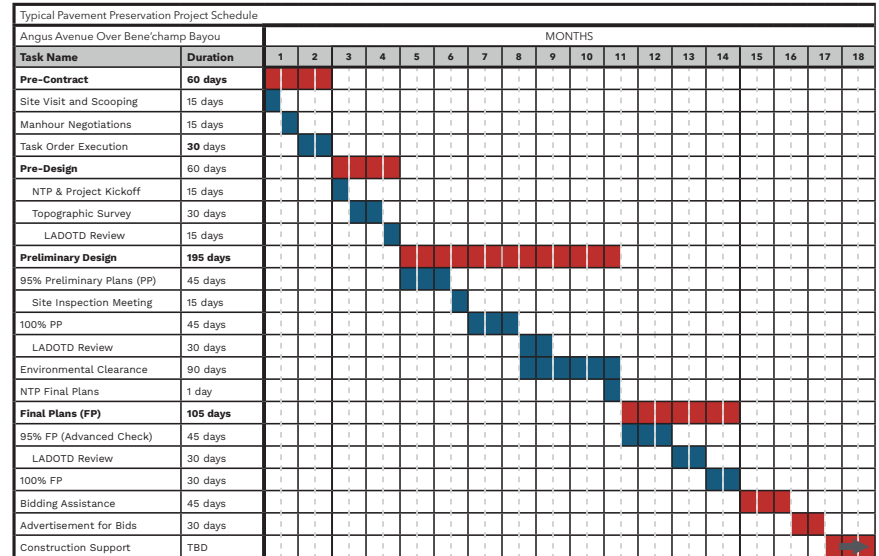 Typical Pavement Preservation Project Schedule
Angus Avenue Over Bene'champ Bayou MONTHS
Task Name Duration 1 2 3 4 5 6 7 8 9 10 11 12 13 14 15 16 17 18
Pre-Contract 60 days
Site Visit and Scooping 15 days
Manhour Negotiations 15 days
Task Order Execution 30 days
Pre-Design 60 days
NTP & Project Kickoff 15 days
Topographic Survey 30 days
LADOTD Review 15 days
Preliminary Design 195 days
95% Preliminary Plans (PP) 45 days
Site Inspection Meeting 15 days
100% PP 45 days
LADOTD Review 30 days
Environmental Clearance 90 days
NTP Final Plans 1 day
Final Plans (FP) 105 days
95% FP (Advanced Check) 45 days
LADOTD Review 30 days
100% FP 30 days
Bidding Assistance 45 days
Advertisement for Bids 30 days
Construction Support TBD